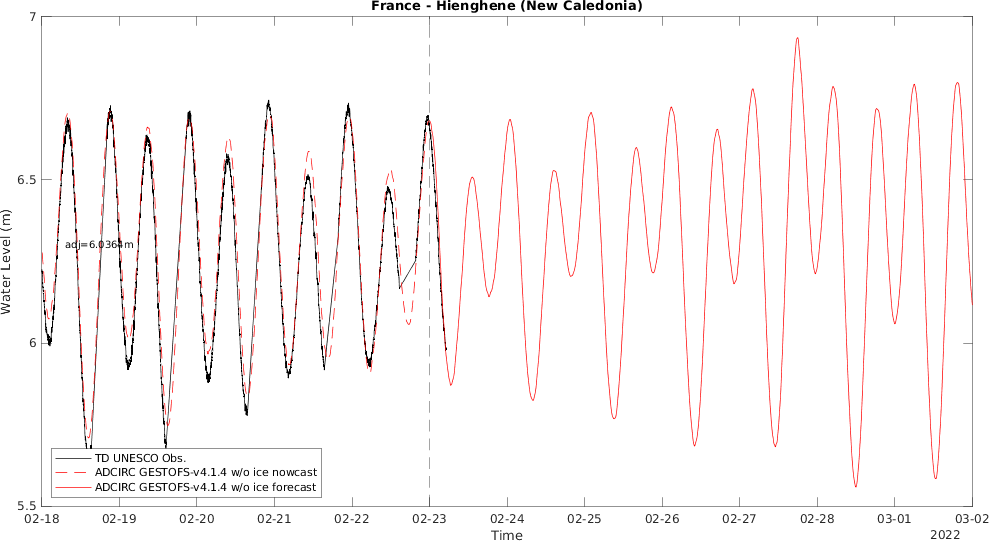 France - Hienghene (New Caledonia)
7
6.5
6
5.5
Water Level (m)
adj=6.0364m
TD UNESCO Obs.
ADCIRC GESTOFS-v4.1.4 w/o ice nowcast
ADCIRC GESTOFS-v4.1.4 w/o ice forecast
02-18 02-19 02-20 02-21 02-22 02-23 02-24 02-25 02-26 02-27 02-28 03-01 03-02
Time
2022